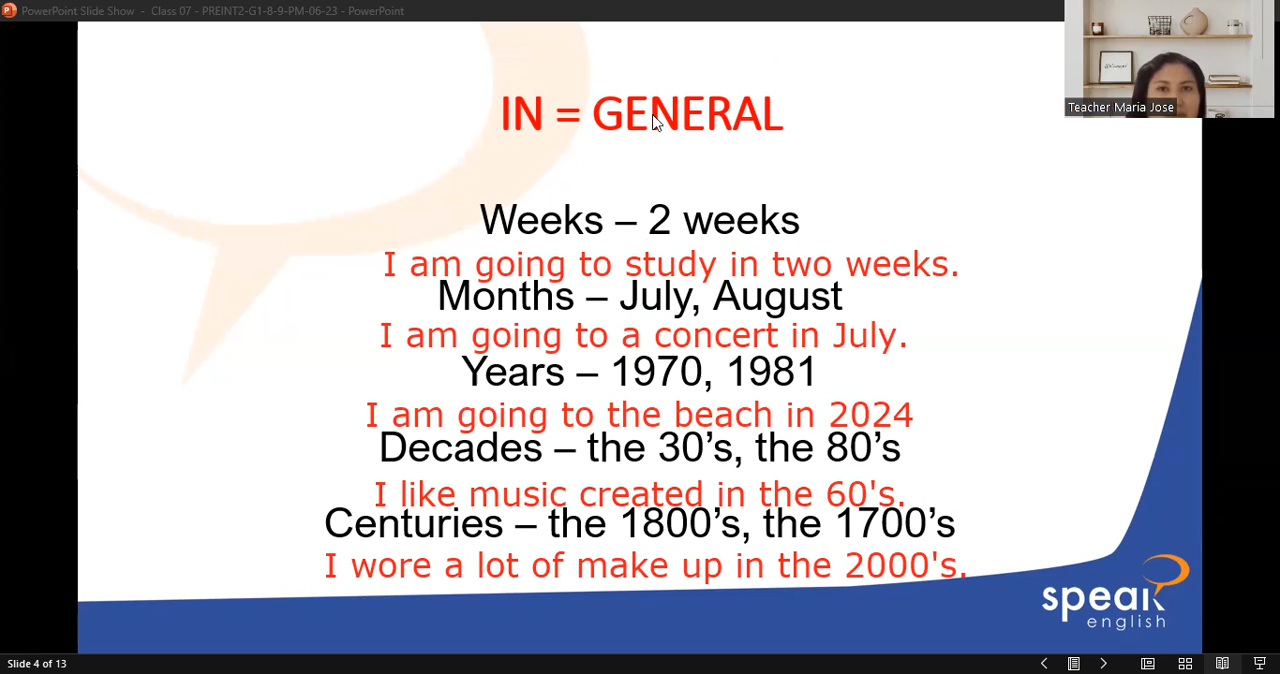 PowerPoint Slide Show - Class 07 - PREINT2-G1-8-9-PM-06-23 - PowerPoint
Teacher Maria Jose
IN = GENERAL
Weeks – 2 weeks
I am going to study in two weeks.
Months – July, August
I am going to a concert in July.
Years – 1970, 1981
I am going to the beach in 2024
Decades – the 30’s, the 80’s
I like music created in the 60's.
Centuries – the 1800’s, the 1700’s
I wore a lot of make up in the 2000's.
speak
english
Slide 4 of 13